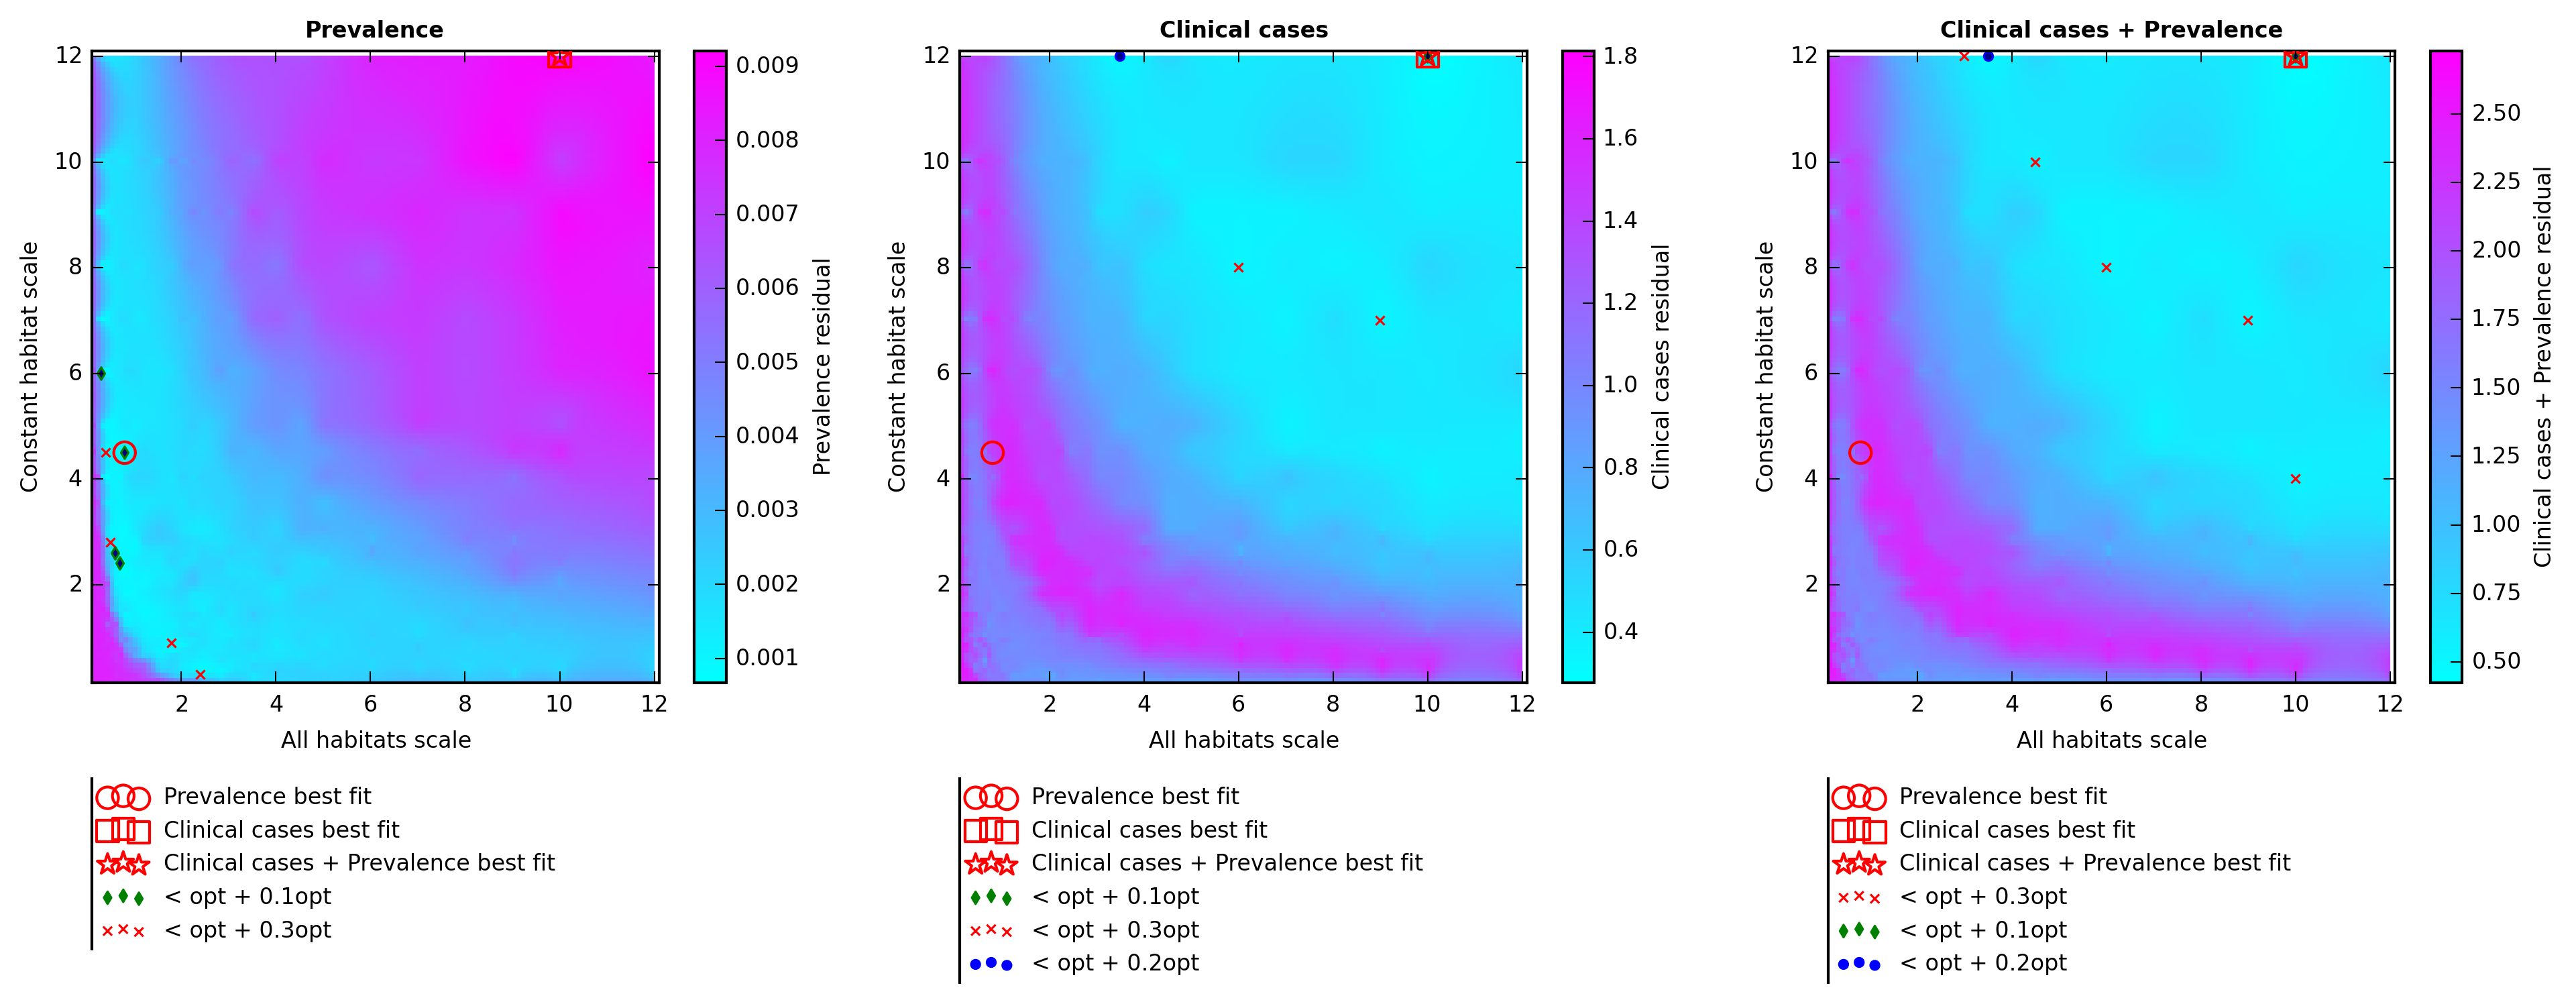 Prevalence
12
10
8
6
4
2
2 4 6 8 10 12
Constant habitat scale
All habitats scale
0.009
0.008
0.007
0.006
0.005
0.004
0.003
0.002
0.001
Prevalence residual
Prevalence best fit
Clinical cases best fit
Clinical cases + Prevalence best fit
< opt + 0.1opt
< opt + 0.3opt
Clinical cases
12
10
8
6
4
2
2 4 6 8 10 12
Constant habitat scale
All habitats scale
1.8
1.6
1.4
1.2
1.0
0.8
0.6
0.4
Clinical cases residual
Prevalence best fit
Clinical cases best fit
Clinical cases + Prevalence best fit
< opt + 0.1opt
< opt + 0.3opt
< opt + 0.2opt
Clinical cases + Prevalence
12
10
8
6
4
2
2 4 6 8 10 12
Constant habitat scale
All habitats scale
2.50
2.25
2.00
1.75
1.50
1.25
1.00
0.75
0.50
Clinical cases + Prevalence residual
Prevalence best fit
Clinical cases best fit
Clinical cases + Prevalence best fit
< opt + 0.3opt
< opt + 0.1opt
< opt + 0.2opt